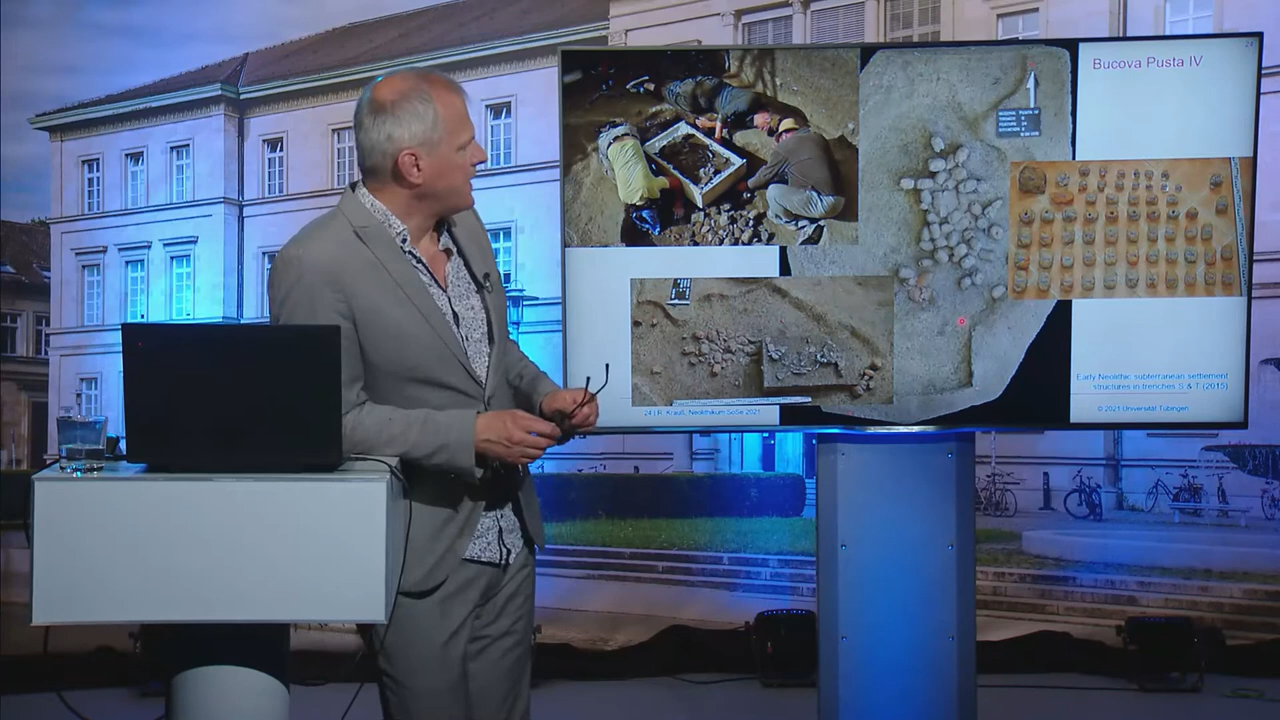 24
Bucova Pusta IV
Early Neolithic subterranean settlement
structures in trenches S & T (2015)
24 | R. Krauß, Neolithikum SoSe 2021
© 2021 Universität Tübingen